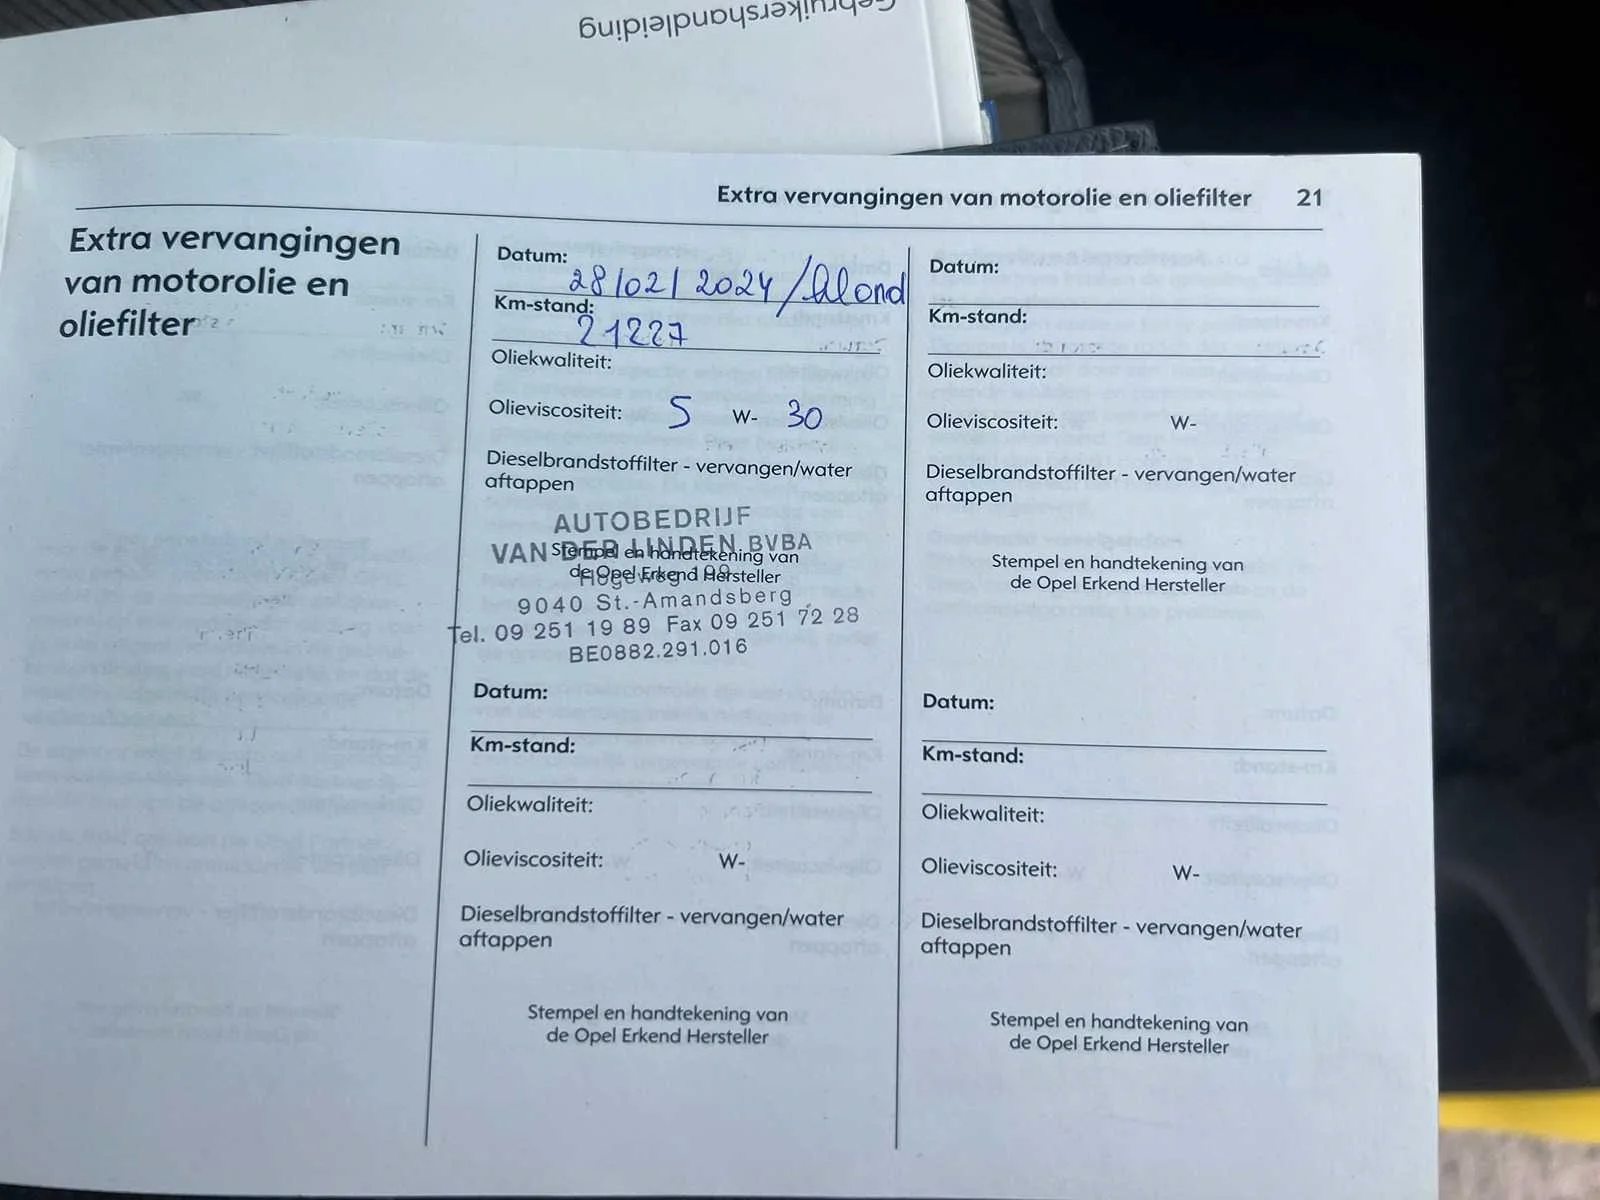 Gebruikershandleiding
Extra vervangingen van motorolie en oliefilter 21
Extra vervangingen
van motorolie en
oliefilter
Datum:
28/02/2024/
Km-stand:
21227
Oliekwaliteit:
Olieviscositeit: 5 W- 30
Dieselbrandstoffilter - vervangen/water
aftappen
AUTOBEDRIJF
VAN DER LINDEN BVBA
Stempel en handtekening van
de Opel Erkend Hersteller
Hogeweg 199
9040 St.-Amandsberg
Tel. 09 251 19 89 Fax 09 251 72 28
BE0882.291.016
Datum:
Km-stand:
Oliekwaliteit:
Olieviscositeit: W-
Dieselbrandstoffilter - vervangen/water
aftappen
Stempel en handtekening van
de Opel Erkend Hersteller
Datum:
Km-stand:
Oliekwaliteit:
Olieviscositeit: W-
Dieselbrandstoffilter - vervangen/water
aftappen
Stempel en handtekening van
de Opel Erkend Hersteller
Datum:
Km-stand:
Oliekwaliteit:
Olieviscositeit: W-
Dieselbrandstoffilter - vervangen/water
aftappen
Stempel en handtekening van
de Opel Erkend Hersteller